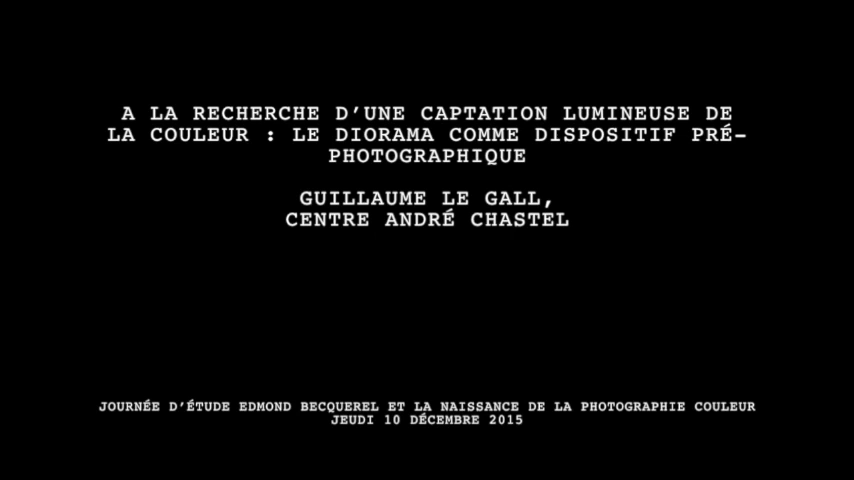 A LA RECHERCHE D'UNE CAPTATION LUMINEUSE DE
LA COULEUR : LE DIORAMA COMME DISPOSITIF PRÉ-
PHOTOGRAPHIQUE
GUILLAUME LE GALL,
CENTRE ANDRÉ CHASTEL
JOURNÉE D'ÉTUDE EDMOND BECQUEREL ET LA NAISSANCE DE LA PHOTOGRAPHIE COULEUR
JEUDI 10 DÉCEMBRE 2015